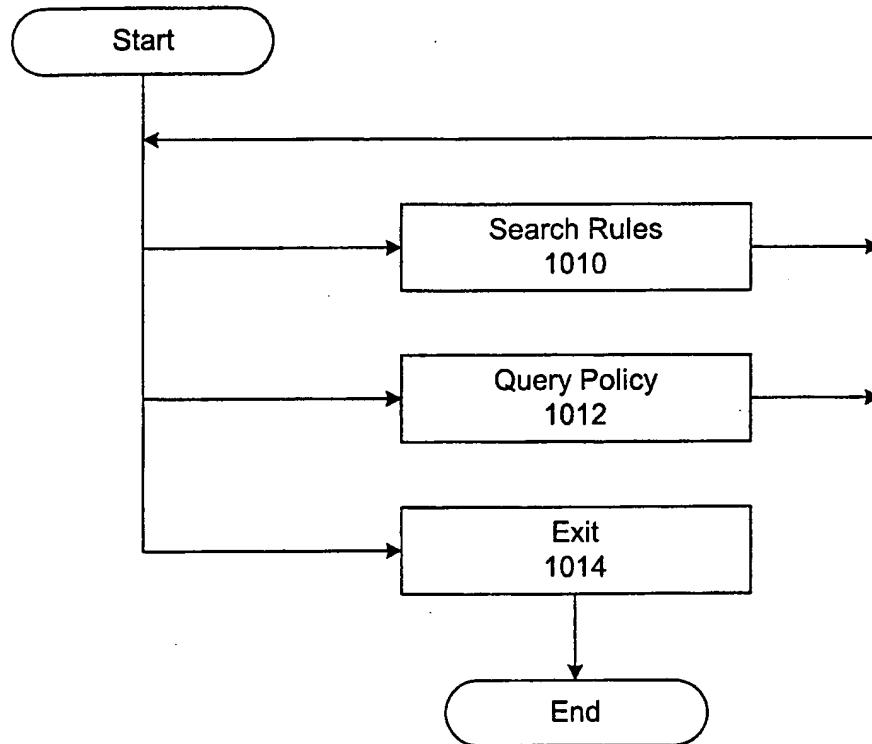 Start
Search Rules
1010
Query Policy
1012
Exit
1014
End